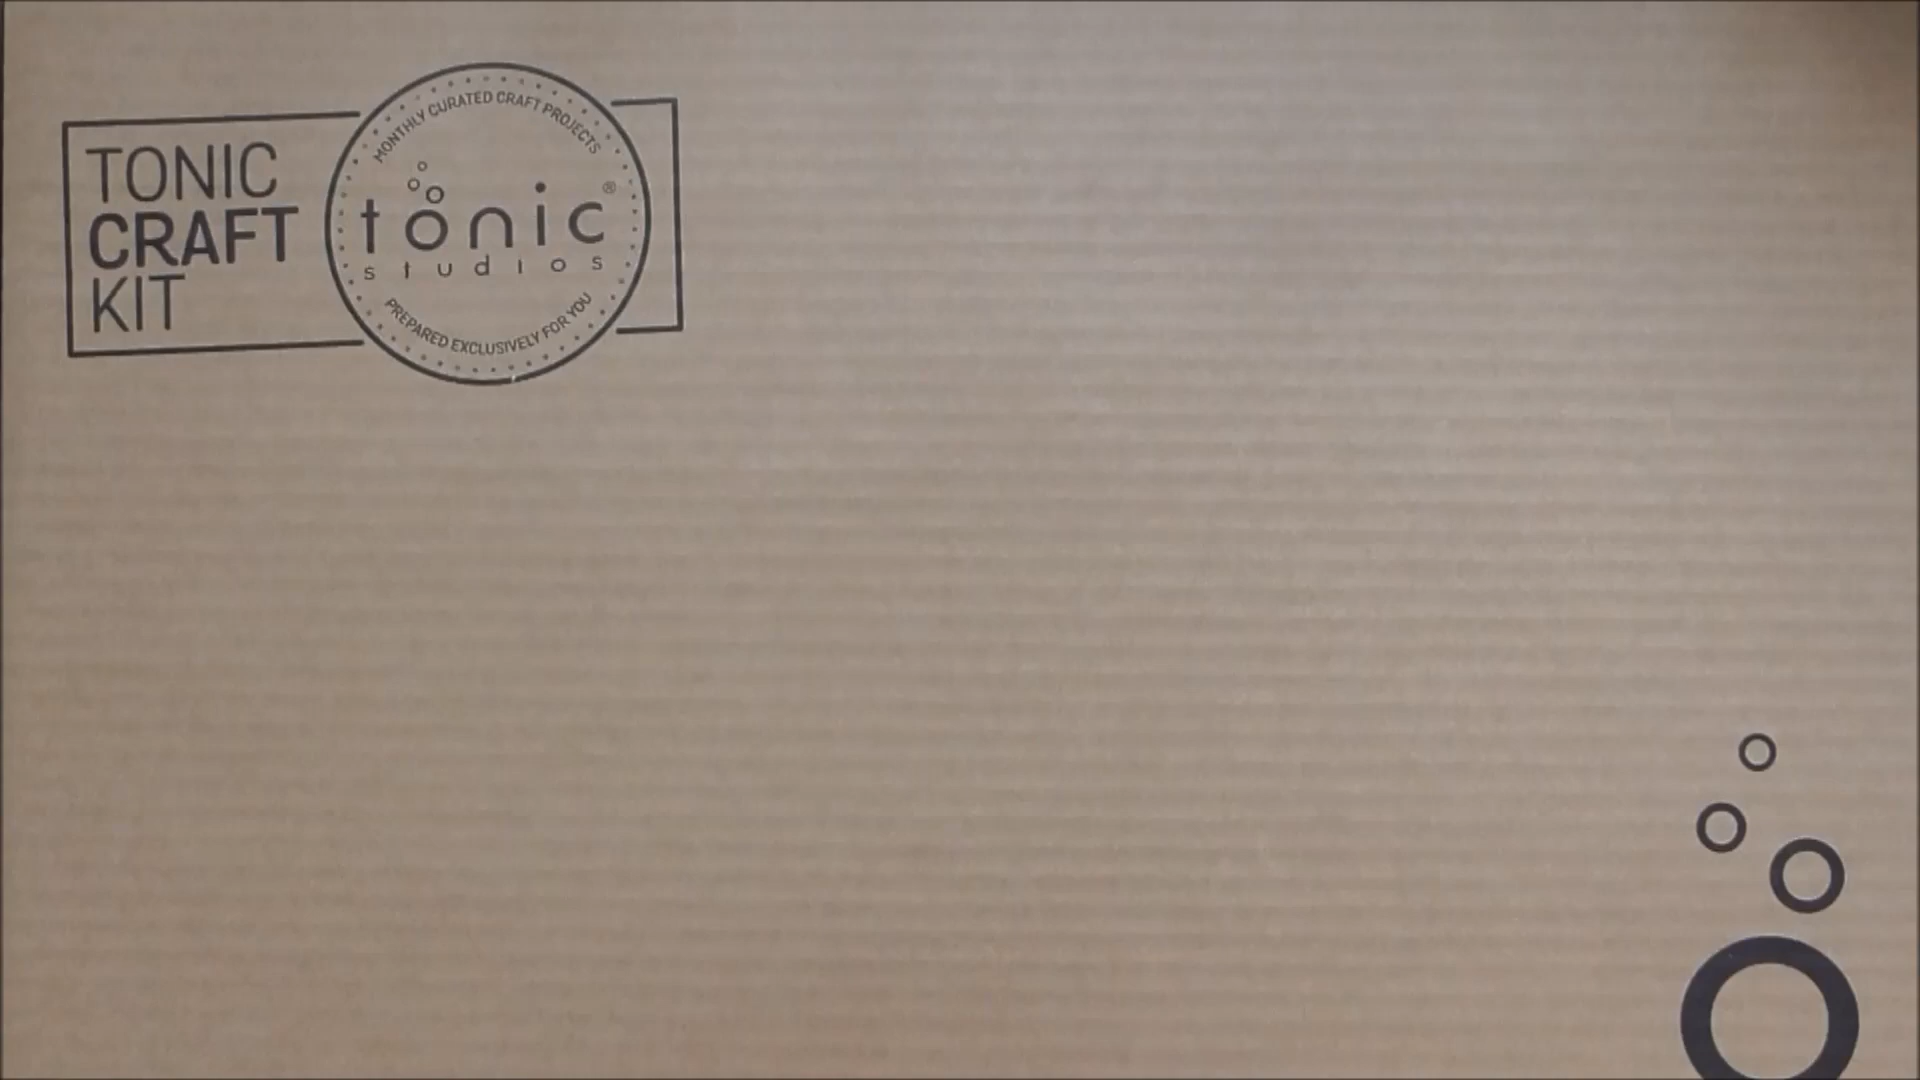 TONIC
CRAFT
KIT
MONTHLY CURATED CRAFT PROJECTS
tonic®
studios
PREPARED EXCLUSIVELY FOR YOU